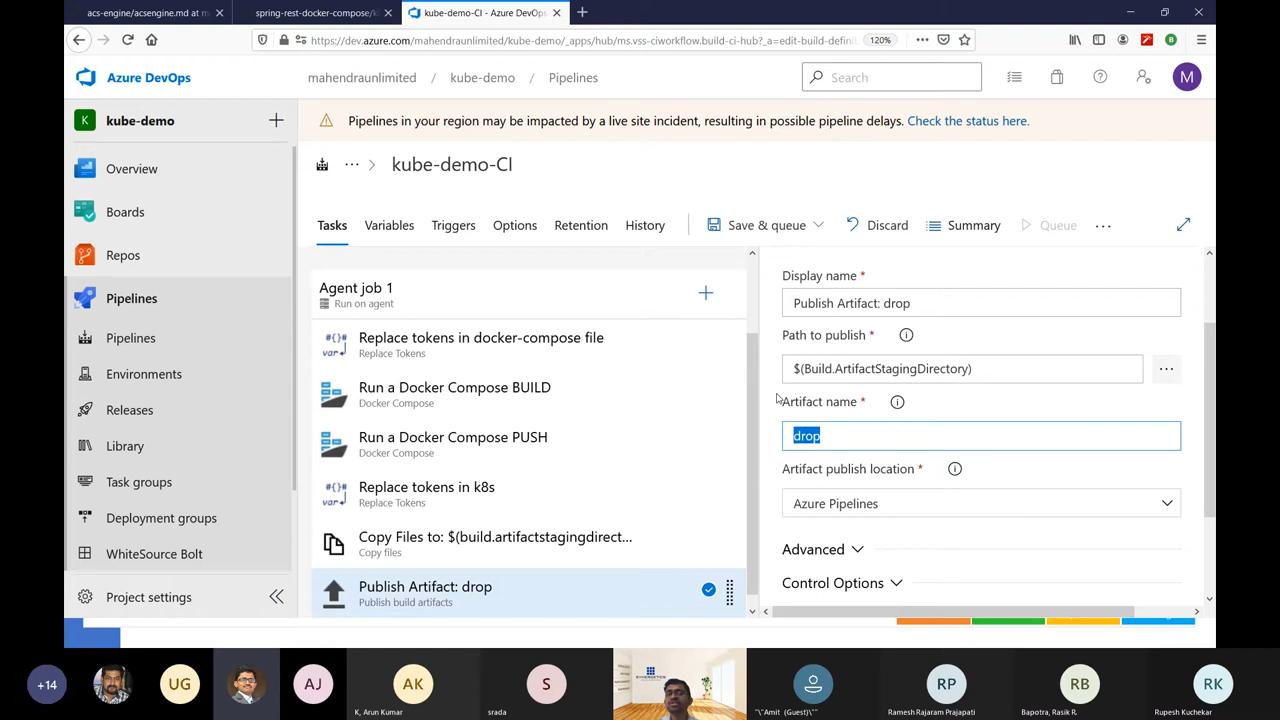 acs-engine/acsengine.md at m
spring-rest-docker-compose/k
kube-demo-CI - Azure DevOps
https://dev.azure.com/mahendraunlimited/kube-demo/_apps/hub/ms.vss-ciworkflow.build-ci-hub?_a=edit-build-defini
120%
Azure DevOps
mahendraunlimited / kube-demo / Pipelines
Search
M
K
kube-demo
Pipelines in your region may be impacted by a live site incident, resulting in possible pipeline delays. Check the status here.
Overview
Boards
Repos
Pipelines
Pipelines
Environments
Releases
Library
Task groups
Deployment groups
WhiteSource Bolt
Project settings
kube-demo-CI
Tasks
Variables
Triggers
Options
Retention
History
Save & queue
Discard
Summary
Queue
Agent job 1
Run on agent
Replace tokens in docker-compose file
Replace Tokens
Run a Docker Compose BUILD
Docker Compose
Run a Docker Compose PUSH
Docker Compose
Replace tokens in k8s
Replace Tokens
Copy Files to: $(build.artifactstagingdirect...
Copy files
Publish Artifact: drop
Publish build artifacts
Display name *
Publish Artifact: drop
Path to publish *
$(Build.ArtifactStagingDirectory)
Artifact name *
drop
Artifact publish location *
Azure Pipelines
Advanced
Control Options
+14
UG
AJ
AK
K, Arun Kumar
S
srada
SYNERGETICS
"\"Amit (Guest)\""
RP
Ramesh Rajaram Prajapati
RB
Bapotra, Rasik R.
RK
Rupesh Kuchekar